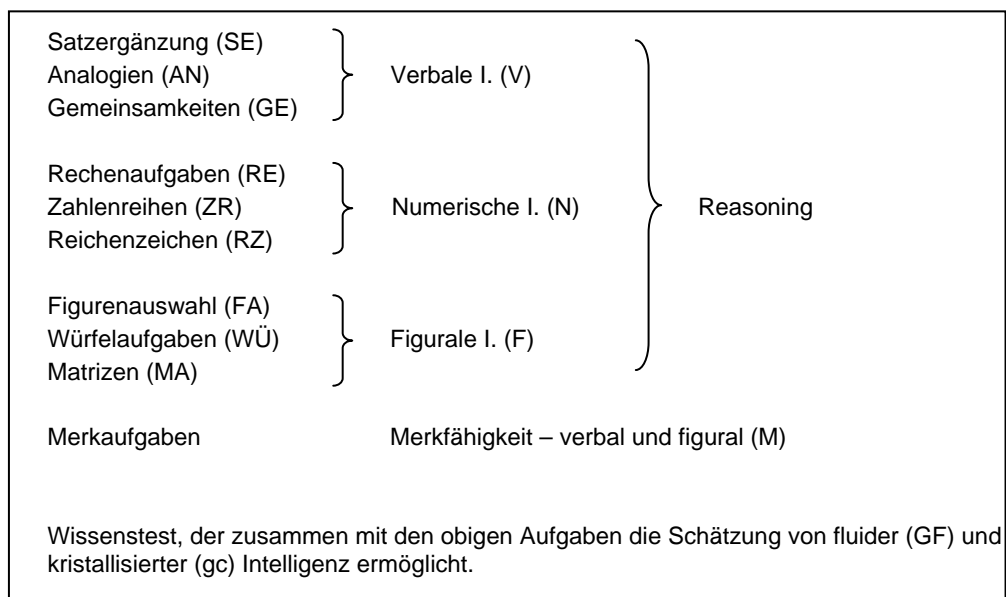 Satzergänzung (SE)
Analogien (AN) Verbale I. (V)
Gemeinsamkeiten (GE)
Rechenaufgaben (RE)
Zahlenreihen (ZR) Numerische I. (N) Reasoning
Reichenzeichen (RZ)
Figurenauswahl (FA)
Würfelaufgaben (WÜ) Figurale I. (F)
Matrizen (MA)
Merkaufgaben Merkfähigkeit – verbal und figural (M)
Wissenstest, der zusammen mit den obigen Aufgaben die Schätzung von fluider (GF) und
kristallisierter (gc) Intelligenz ermöglicht.